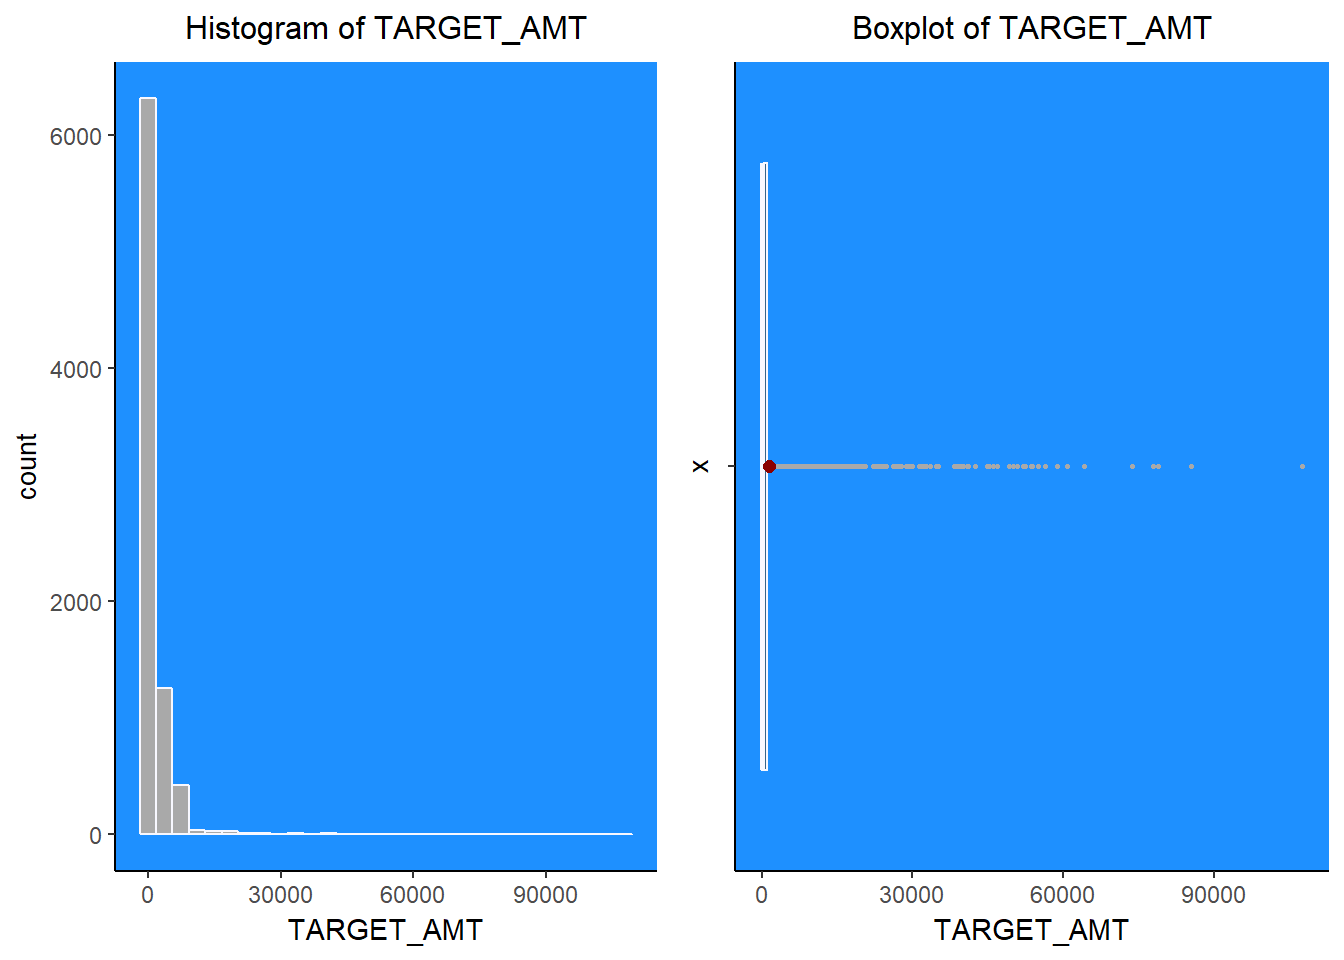 Histogram of TARGET_AMT
6000
4000
2000
0
count
0 30000 60000 90000
TARGET_AMT
Boxplot of TARGET_AMT
x
0 30000 60000 90000
TARGET_AMT